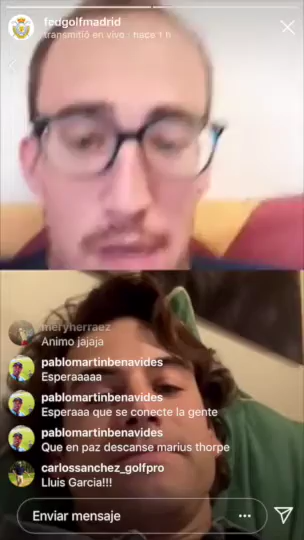 fedgolfmadrid
transmitió en vivo · hace 1 h
meryherraez
Animo jajaja
pablomartinbenavides
Esperaaaaa
pablomartinbenavides
Esperaaa que se conecte la gente
pablomartinbenavides
Que en paz descanse marius thorpe
carlossanchez_golfpro
Lluis Garcia!!!
Enviar mensaje